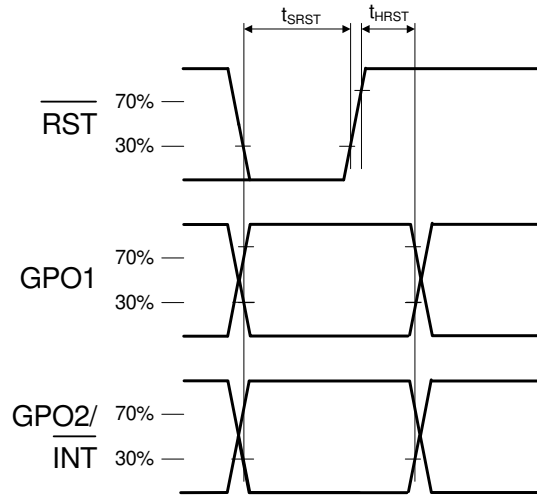 tSRST
tHRST
RST
70%
30%
GPO1
70%
30%
GPO2/
INT
70%
30%